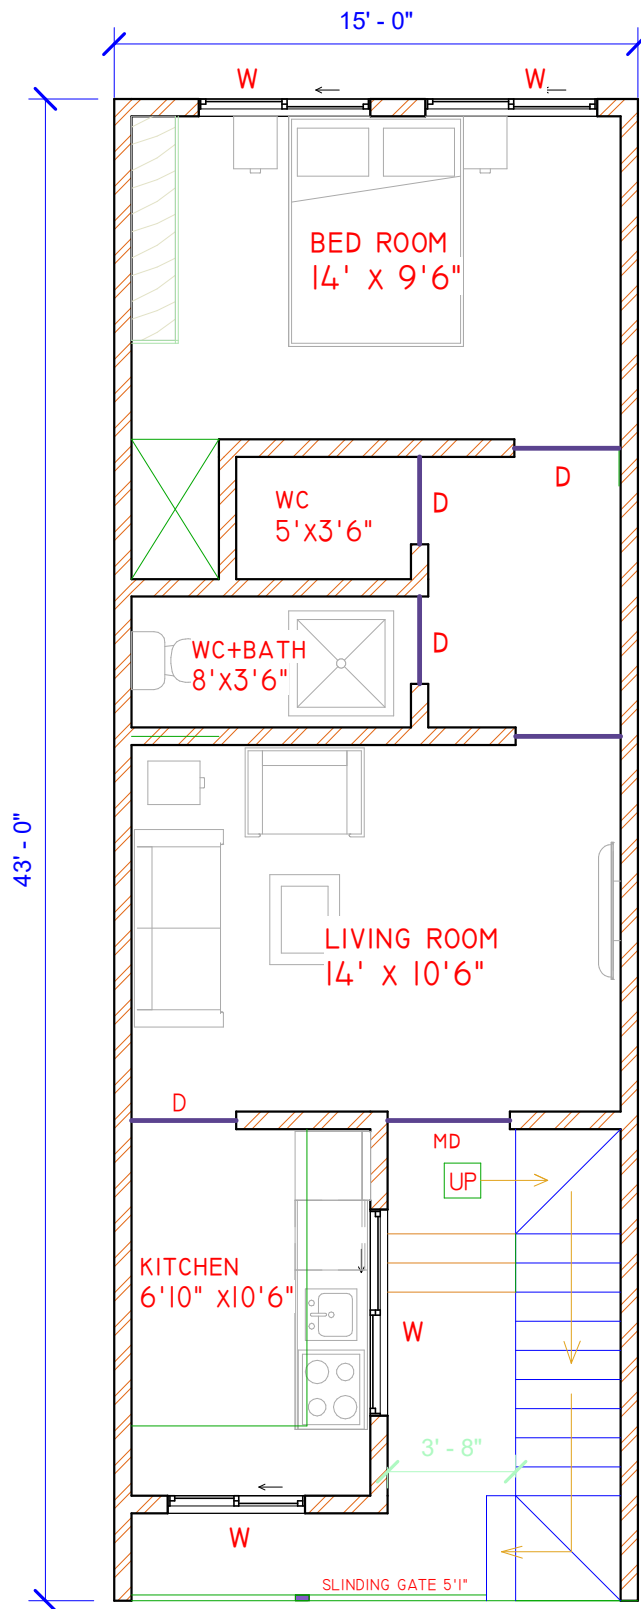 15' - 0"
W
W
BED ROOM
14' X 9'6"
D
WC
5'X3'6"
D
WC+BATH
8'X3'6"
D
43' - 0"
LIVING ROOM
14' X 10'6"
D
MD
UP
KITCHEN
6'10" X10'6"
W
3' - 8"
W
SLINDING GATE 5'1"